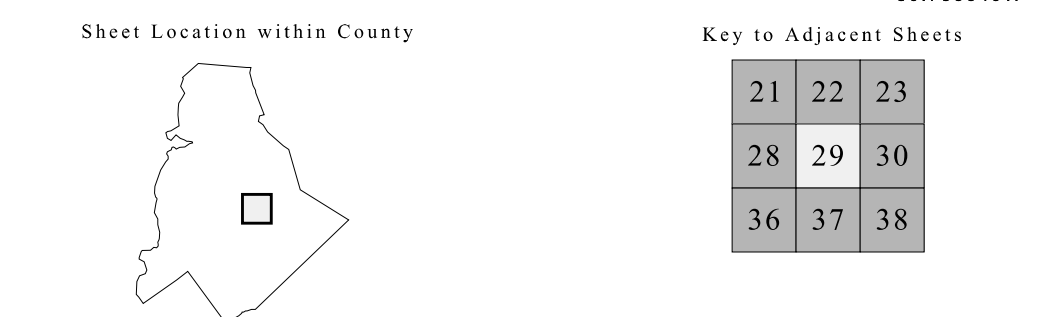 Sheet Location within County
Key to Adjacent Sheets
21 22 23
28 29 30
36 37 38